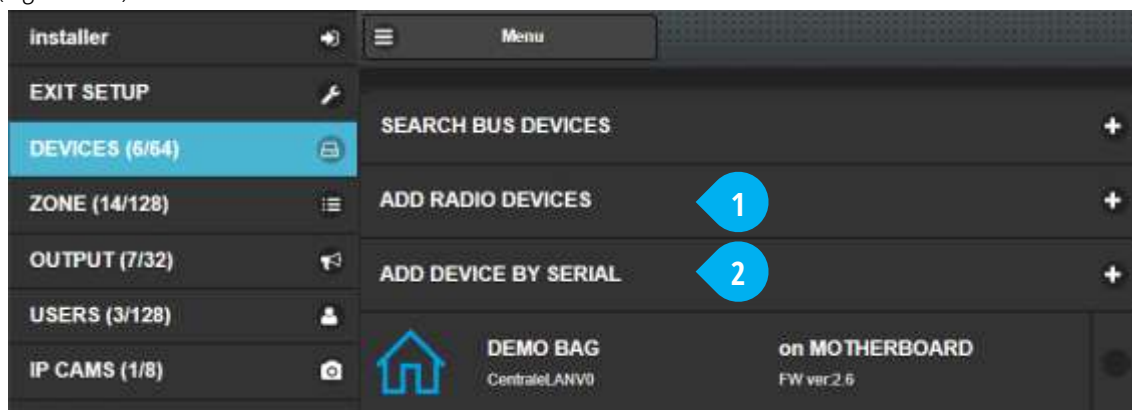 installer
Menu
EXIT SETUP
SEARCH BUS DEVICES
DEVICES (6/64)
ZONE (14/128)
ADD RADIO DEVICES
1
OUTPUT (7/32)
ADD DEVICE BY SERIAL
2
USERS (3/128)
DEMO BAG
on MOTHERBOARD
IP CAMS (1/8)
CentraleLANV0
FW ver:2.6